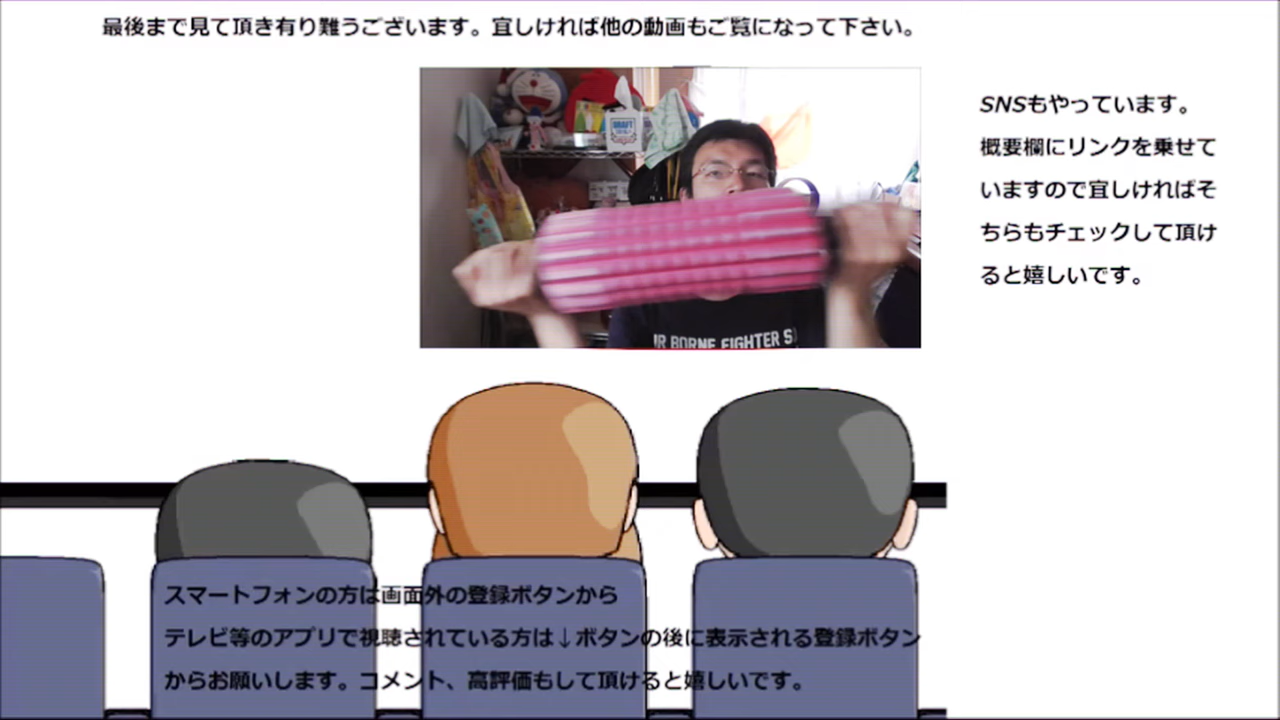 最後まで見て頂き有り難うございます。宜しければ他の動画もご覧になって下さい。
SNSもやっています。
概要欄にリンクを乗せて
いますので宜しければそ
ちらもチェックして頂け
ると嬉しいです。
DRAFT
BORNE FIGHTER
スマートフォンの方は画面外の登録ボタンから
テレビ等のアプリで視聴されている方は↓ボタンの後に表示される登録ボタン
からお願いします。コメント、高評価もして頂けると嬉しいです。